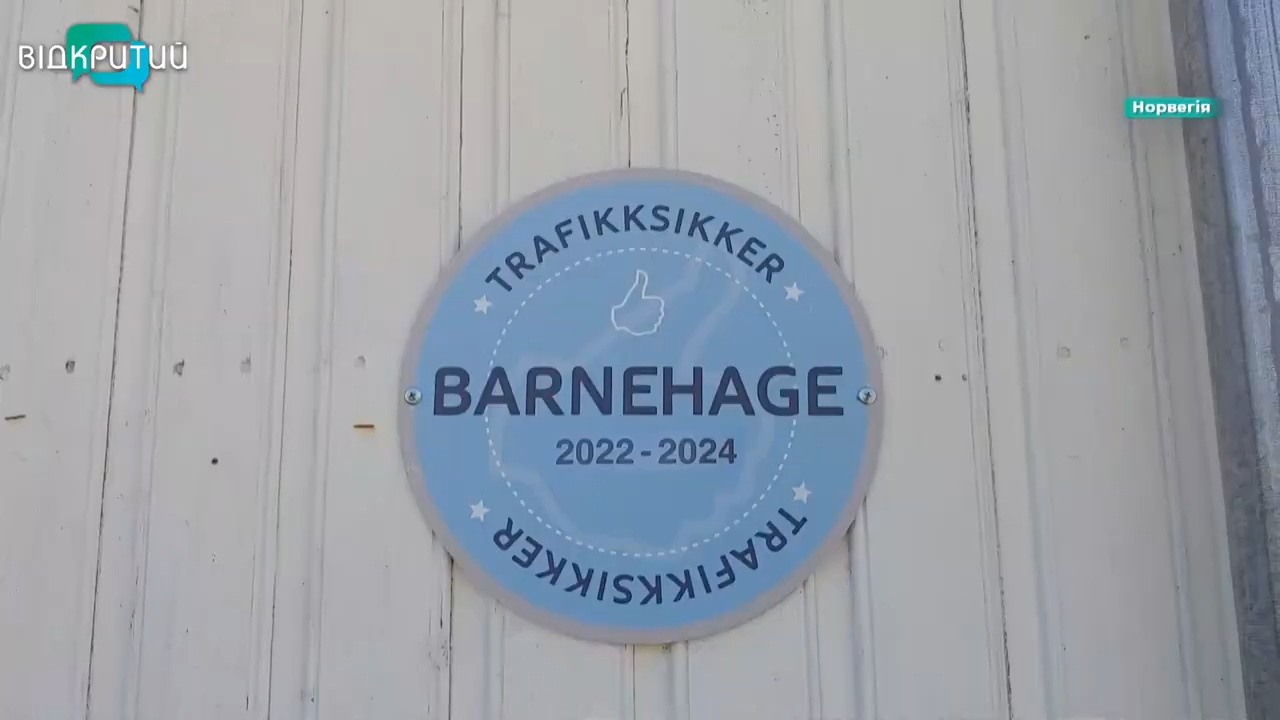 ВІДКРИТИЙ
Норвегія
TRAFIKKSIKKER
BARNEHAGE
2022 - 2024
TRAFIKKSIKKER